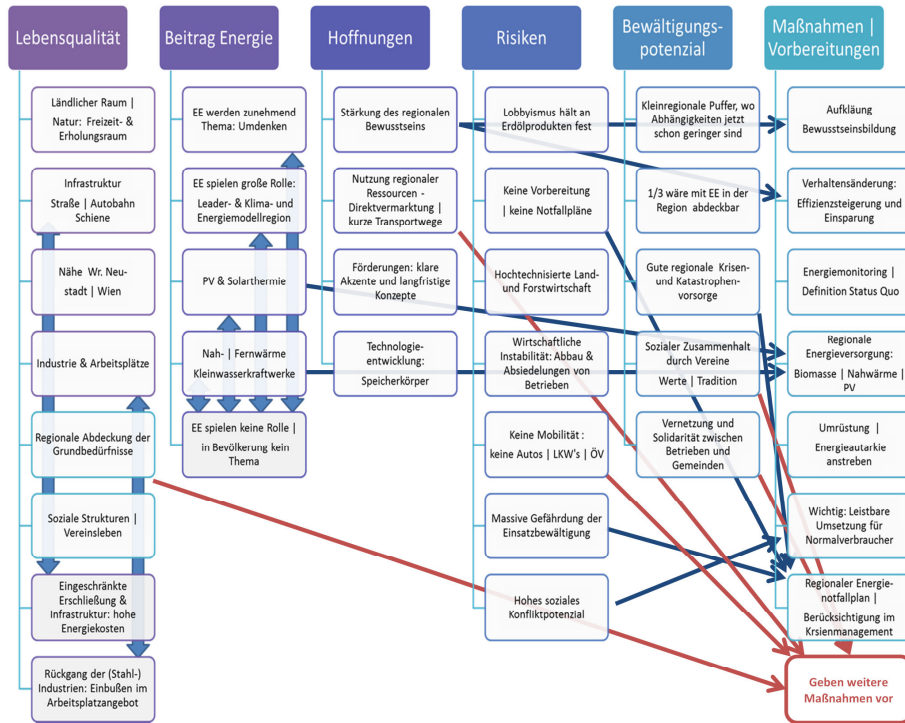 Lebensqualität
Ländlicher Raum |
Natur: Freizeit- &
Erholungsraum
Infrastruktur
Straße | Autobahn
Schiene
Nähe Wr. Neu-
stadt | Wien
Industrie & Arbeitsplätze
Regionale Abdeckung der
Grundbedürfnisse
Soziale Strukturen |
Vereinsleben
Eingeschränkte
Erschließung &
Infrastruktur: hohe
Energiekosten
Rückgang der (Stahl-)
Industrien: Einbußen im
Arbeitsplatzangebot
Beitrag Energie
EE werden zunehmend
Thema: Umdenken
EE spielen große Rolle:
Leader- & Klima- und
Energiemodellregion
PV & Solarthermie
Nah- | Fernwärme
Kleinwasserkraftwerke
EE spielen keine Rolle |
in Bevölkerung kein
Thema
Hoffnungen
Stärkung des regionalen
Bewusstseins
Nutzung regionaler
Ressourcen -
Direktvermarktung |
kurze Transportwege
Förderungen: klare
Akzente und langfristige
Konzepte
Technologie-
entwicklung:
Speicherkörper
Risiken
Lobbyismus hält an
Erdölprodukten fest
Keine Vorbereitung
| keine Notfallpläne
Hochtechnisierte Land-
und Forstwirtschaft
Wirtschaftliche
Instabilität: Abbau &
Absiedelungen von
Betrieben
Keine Mobilität :
keine Autos | LKW's | ÖV
Massive Gefährdung der
Einsatzbewältigung
Hohes soziales
Konfliktpotenzial
Bewältigungs-
potenzial
Kleinregionale Puffer, wo
Abhängigkeiten jetzt
schon geringer sind
1/3 wäre mit EE in der
Region abdeckbar
Gute regionale Krisen-
und Katastrophen-
vorsorge
Sozialer Zusammenhalt
durch Vereine
Werte | Tradition
Vernetzung und
Solidarität zwischen
Betrieben und
Gemeinden
Maßnahmen |
Vorbereitungen
Aufkläung
Bewusstseinsbildung
Verhaltensänderung:
Effizienzsteigerung und
Einsparung
Energiemonitoring |
Definition Status Quo
Regionale
Energieversorgung:
Biomasse | Nahwärme |
PV
Umrüstung |
Energieautarkie
anstreben
Wichtig: Leistbare
Umsetzung für
Normalverbraucher
Regionaler Energie-
notfallplan |
Berücksichtigung im
Krsienmanagement
Geben weitere
Maßnahmen vor